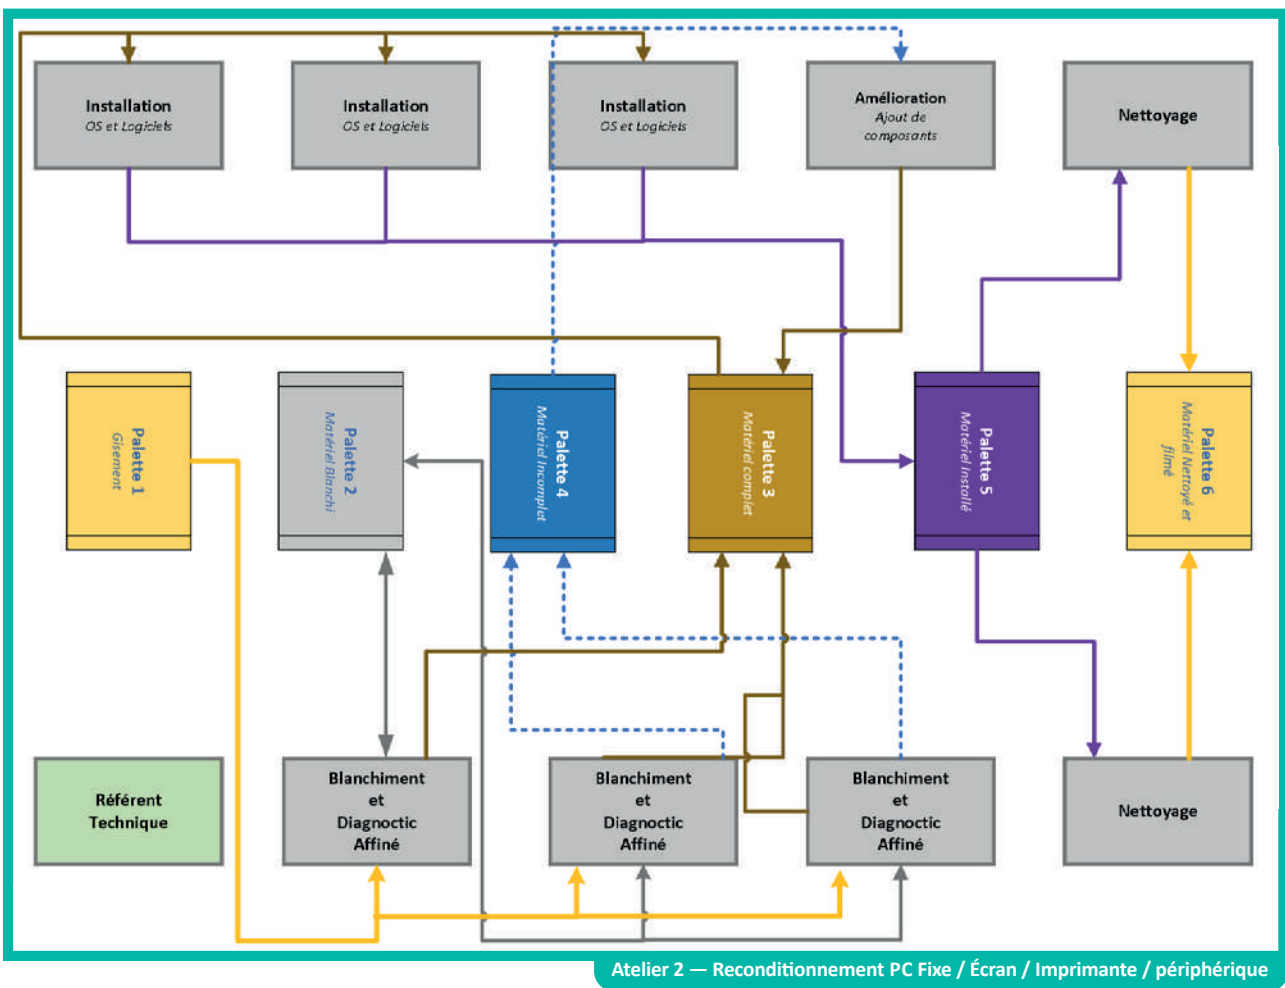 Installation
OS et Logiciels
Installation
OS et Logiciels
Installation
OS et Logiciels
Amélioration
Ajout de
composants
Nettoyage
Palette 1
Gisement
Palette 2
Matériel Blanchi
Palette 4
Matériel Incomplet
Palette 3
Matériel complet
Palette 5
Matériel Installé
Palette 6
Matériel Nettoyé et
filmé
Référent
Technique
Blanchiment
et
Diagnoctic
Affiné
Blanchiment
et
Diagnoctic
Affiné
Blanchiment
et
Diagnoctic
Affiné
Nettoyage
Atelier 2 — Reconditionnement PC Fixe / Écran / Imprimante / périphérique